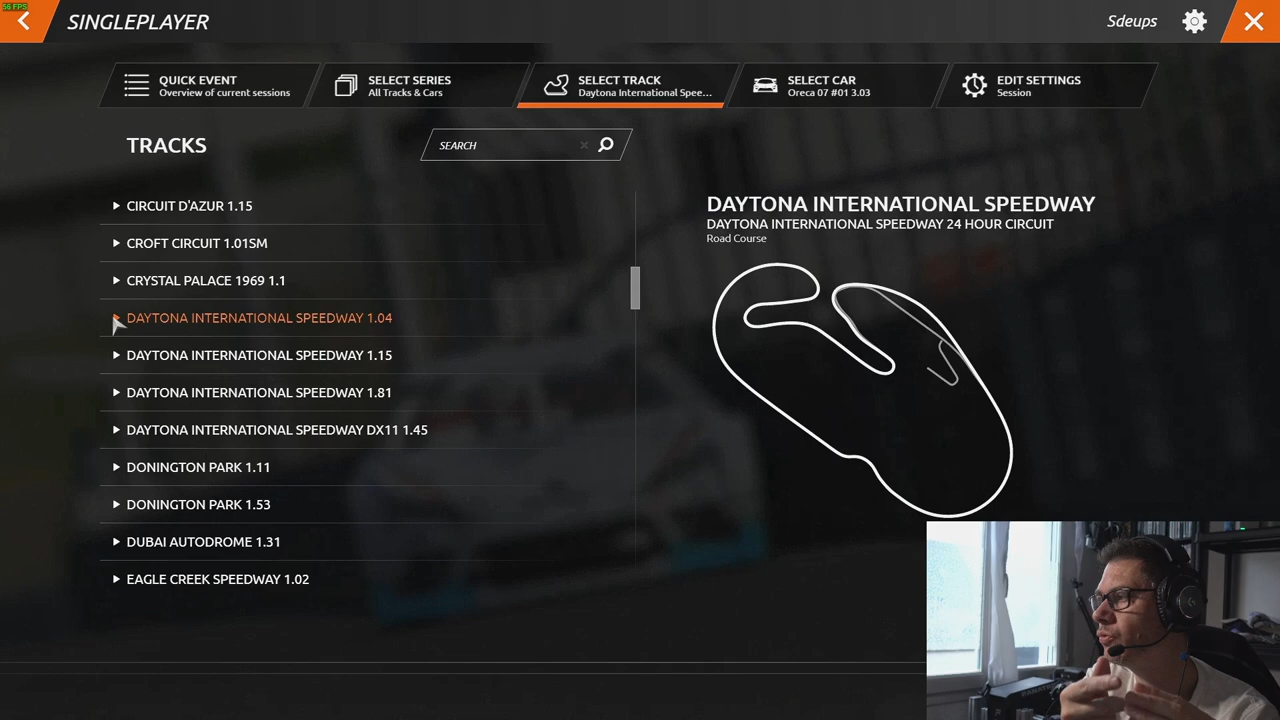 56 FPS
SINGLEPLAYER
Sdeups
QUICK EVENT
Overview of current sessions
SELECT SERIES
All Tracks & Cars
SELECT TRACK
Daytona International Spee...
SELECT CAR
Oreca 07 #01 3.03
EDIT SETTINGS
Session
TRACKS
SEARCH
CIRCUIT D'AZUR 1.15
CROFT CIRCUIT 1.01SM
CRYSTAL PALACE 1969 1.1
DAYTONA INTERNATIONAL SPEEDWAY 1.04
DAYTONA INTERNATIONAL SPEEDWAY 1.15
DAYTONA INTERNATIONAL SPEEDWAY 1.81
DAYTONA INTERNATIONAL SPEEDWAY DX11 1.45
DONINGTON PARK 1.11
DONINGTON PARK 1.53
DUBAI AUTODROME 1.31
EAGLE CREEK SPEEDWAY 1.02
DAYTONA INTERNATIONAL SPEEDWAY
DAYTONA INTERNATIONAL SPEEDWAY 24 HOUR CIRCUIT
Road Course